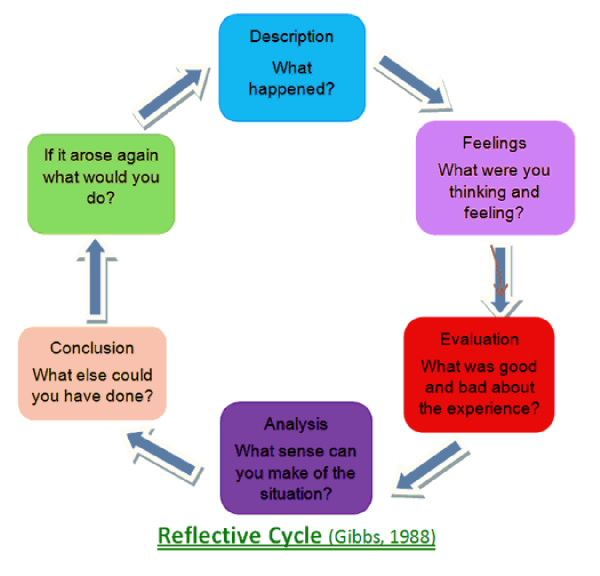 Description
What
happened?
Feelings
What were you
thinking and
feeling?
Evaluation
What was good
and bad about
the experience?
Analysis
What sense can
you make of the
situation?
Conclusion
What else could
you have done?
If it arose again
what would you
do?
Reflective Cycle (Gibbs, 1988)